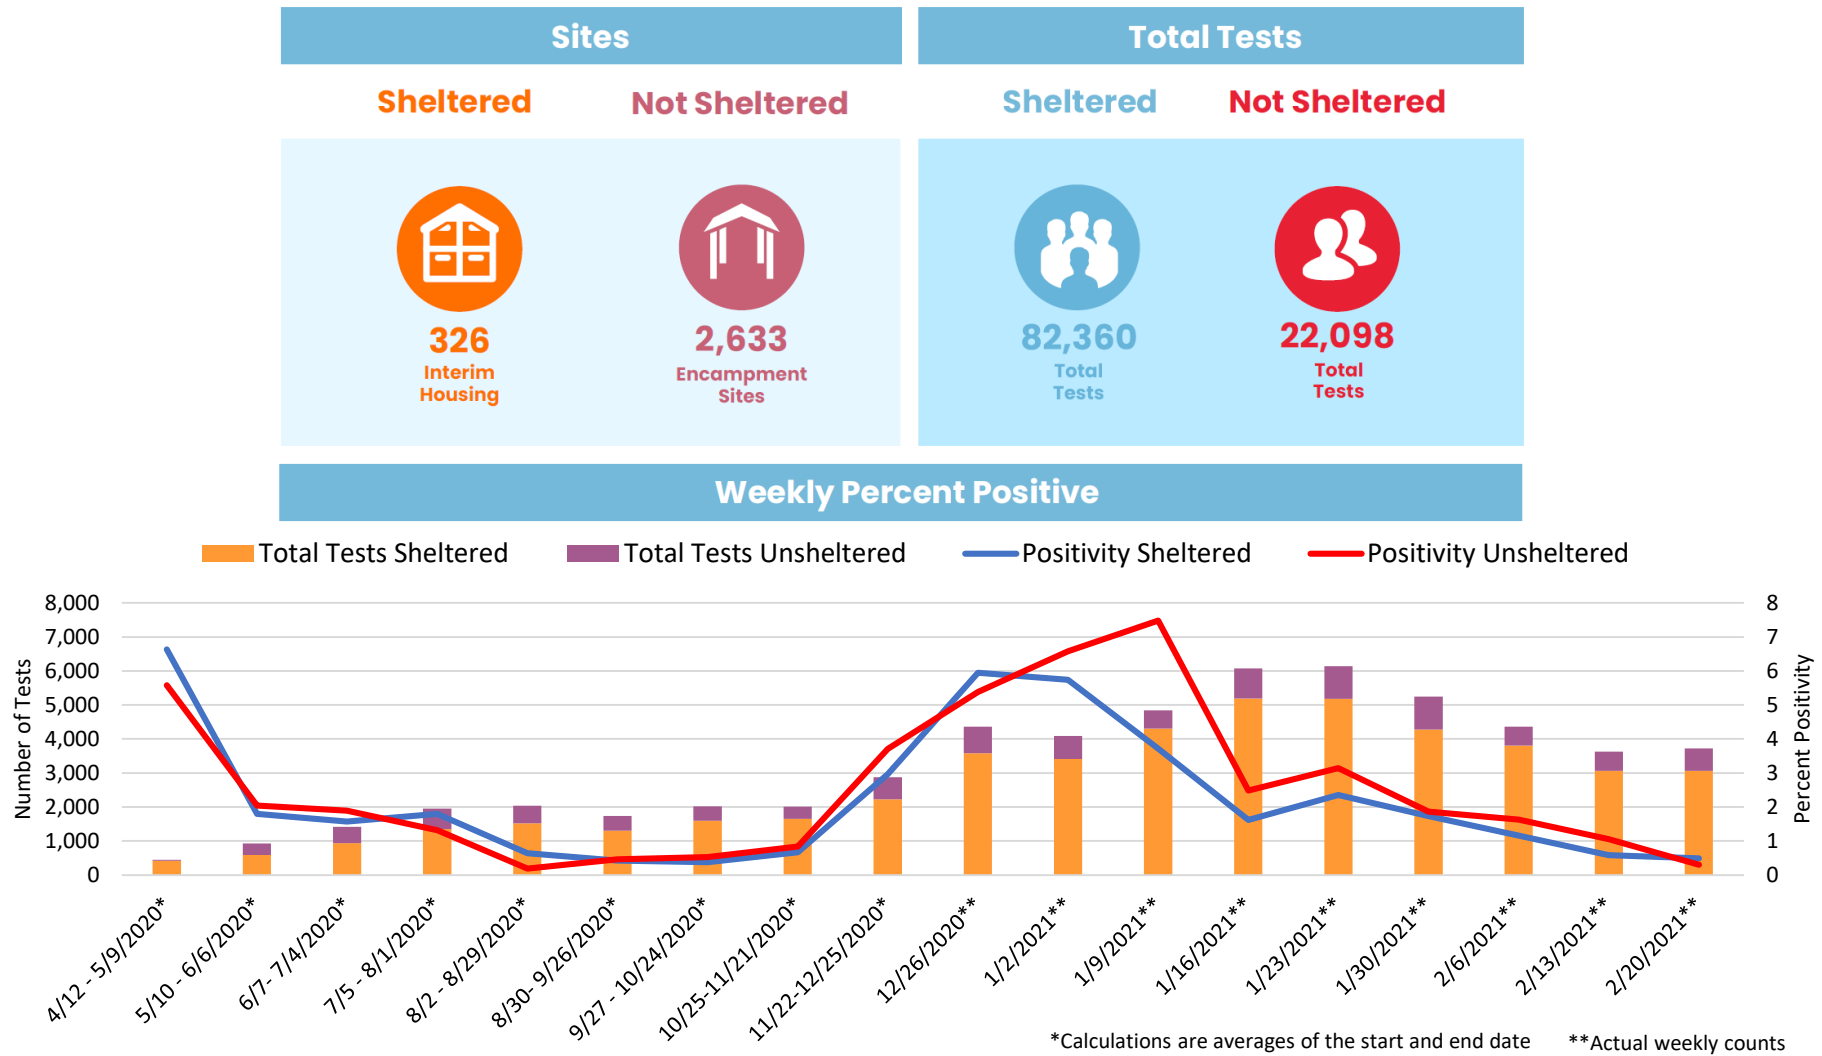 Sites
Total Tests
Sheltered
Not Sheltered
Sheltered
Not Sheltered
326
Interim
Housing
2,633
Encampment
Sites
82,360
Total
Tests
22,098
Total
Tests
Weekly Percent Positive
Total Tests Sheltered
Total Tests Unsheltered
Positivity Sheltered
Positivity Unsheltered
Number of Tests
8,000
7,000
6,000
5,000
4,000
3,000
2,000
1,000
0
8
7
6
5
4
3
2
1
0
Percent Positivity
4/12 - 5/9/2020*
5/10 - 6/6/2020*
6/7- 7/4/2020*
7/5 - 8/1/2020*
8/2 - 8/29/2020*
8/30- 9/26/2020*
9/27 - 10/24/2020*
10/25-11/21/2020*
11/22-12/25/2020*
12/26/2020**
1/2/2021**
1/9/2021**
1/16/2021**
1/23/2021**
1/30/2021**
2/6/2021**
2/13/2021**
2/20/2021**
*Calculations are averages of the start and end date
**Actual weekly counts